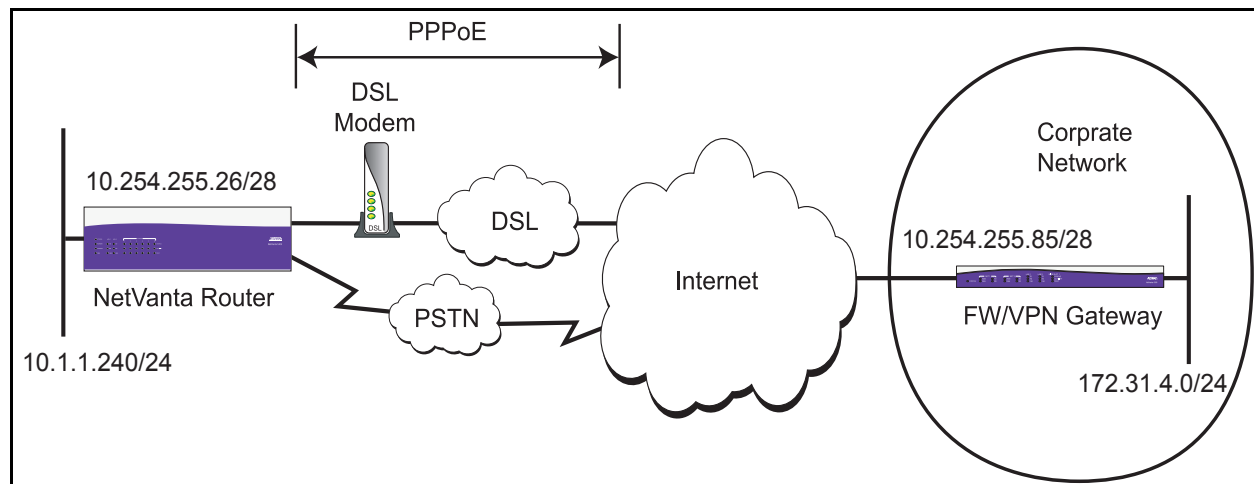 PPPoE
DSL
Modem
10.254.255.26/28
DSL
DSL
NetVanta Router
PSTN
10.1.1.240/24
Internet
Corprate
Network
10.254.255.85/28
FW/VPN Gateway
172.31.4.0/24